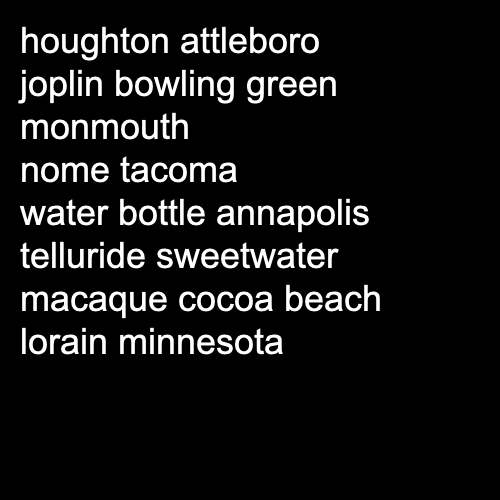 houghton attleboro
joplin bowling green
monmouth
nome tacoma
water bottle annapolis
telluride sweetwater
macaque cocoa beach
lorain minnesota